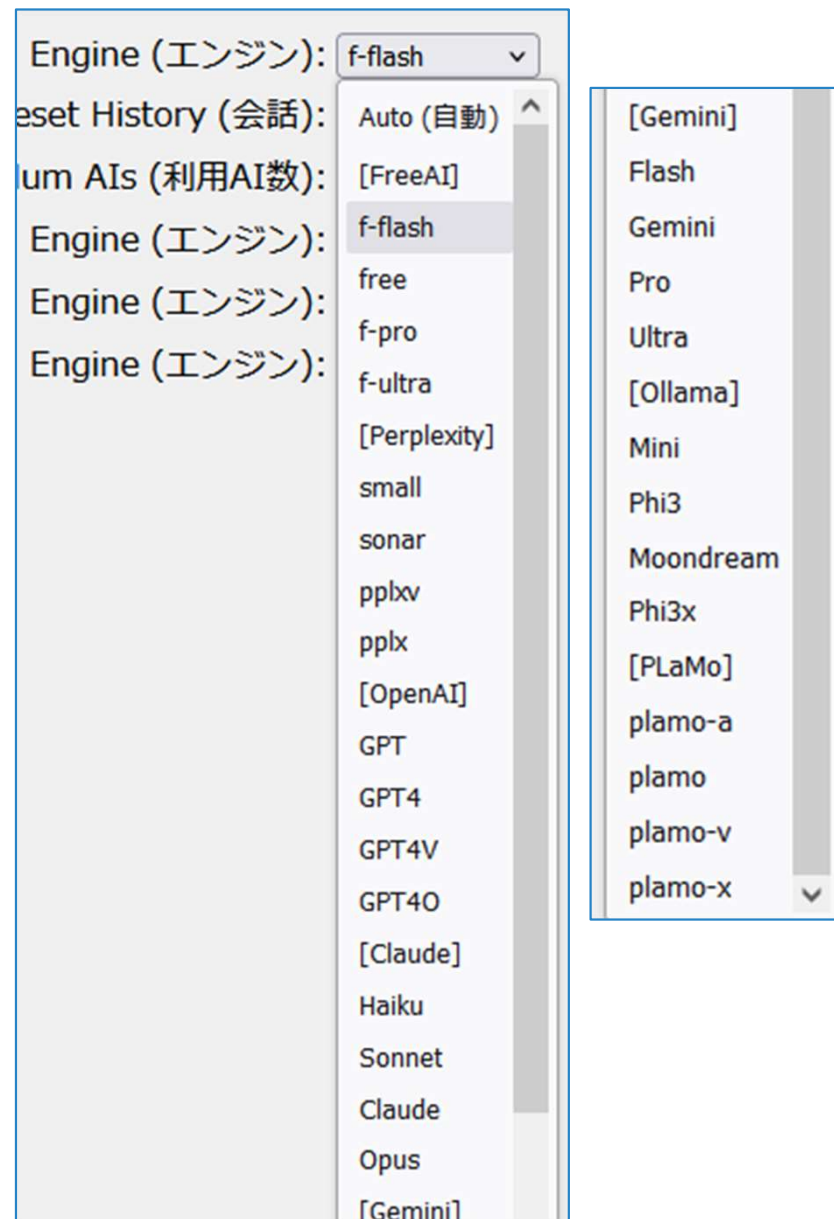 Engine (エンジン): f-flash
eset History (会話):
um AIs (利用AI数):
Engine (エンジン):
Engine (エンジン):
Engine (エンジン):
Auto (自動)
[FreeAI]
f-flash
free
f-pro
f-ultra
[Perplexity]
small
sonar
pplxv
pplx
[OpenAI]
GPT
GPT4
GPT4V
GPT4O
[Claude]
Haiku
Sonnet
Claude
Opus
[Gemini]
[Gemini]
Flash
Gemini
Pro
Ultra
[Ollama]
Mini
Phi3
Moondream
Phi3x
[PLaMo]
plamo-a
plamo
plamo-v
plamo-x